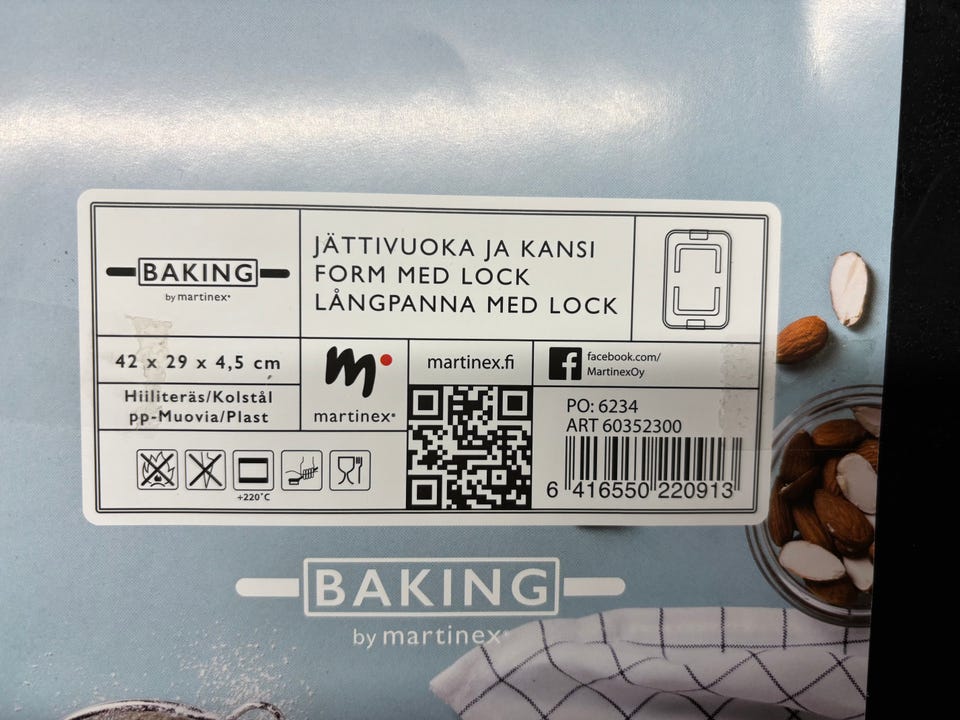 BAKING
by martinex®
JÄTTIVUOKA JA KANSI
FORM MED LOCK
LÅNGPANNA MED LOCK
42 x 29 x 4,5 cm
Hiiliteräs/Kolstål
pp-Muovia/Plast
+220°C
m
martinex®
martinex.fi
f
facebook.com/
MartinexOy
PO: 6234
ART 60352300
6 416550 220913
BAKING
by martinex®